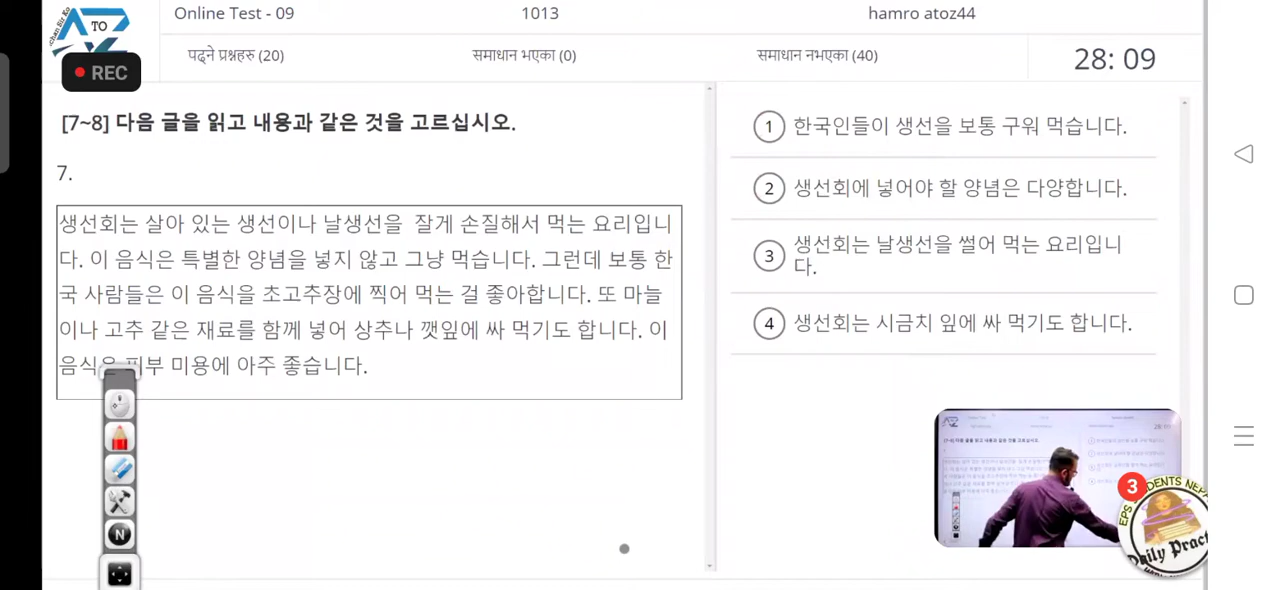 TO
chan Sir Ko
Online Test - 09
1013
hamro atoz44
REC
पढ्ने प्रश्नहरु (20)
समाधान भएका (0)
समाधान नभएका (40)
28: 09
[7~8] 다음 글을 읽고 내용과 같은 것을 고르십시오.
7.
생선회는 살아 있는 생선이나 날생선을 잘게 손질해서 먹는 요리입니
다. 이 음식은 특별한 양념을 넣지 않고 그냥 먹습니다. 그런데 보통 한
국 사람들은 이 음식을 초고추장에 찍어 먹는 걸 좋아합니다. 또 마늘
이나 고추 같은 재료를 함께 넣어 상추나 깻잎에 싸 먹기도 합니다. 이
음식은 피부 미용에 아주 좋습니다.
1 한국인들이 생선을 보통 구워 먹습니다.
2 생선회에 넣어야 할 양념은 다양합니다.
3 생선회는 날생선을 썰어 먹는 요리입니
다.
4 생선회는 시금치 잎에 싸 먹기도 합니다.
N
3
Daily Pract